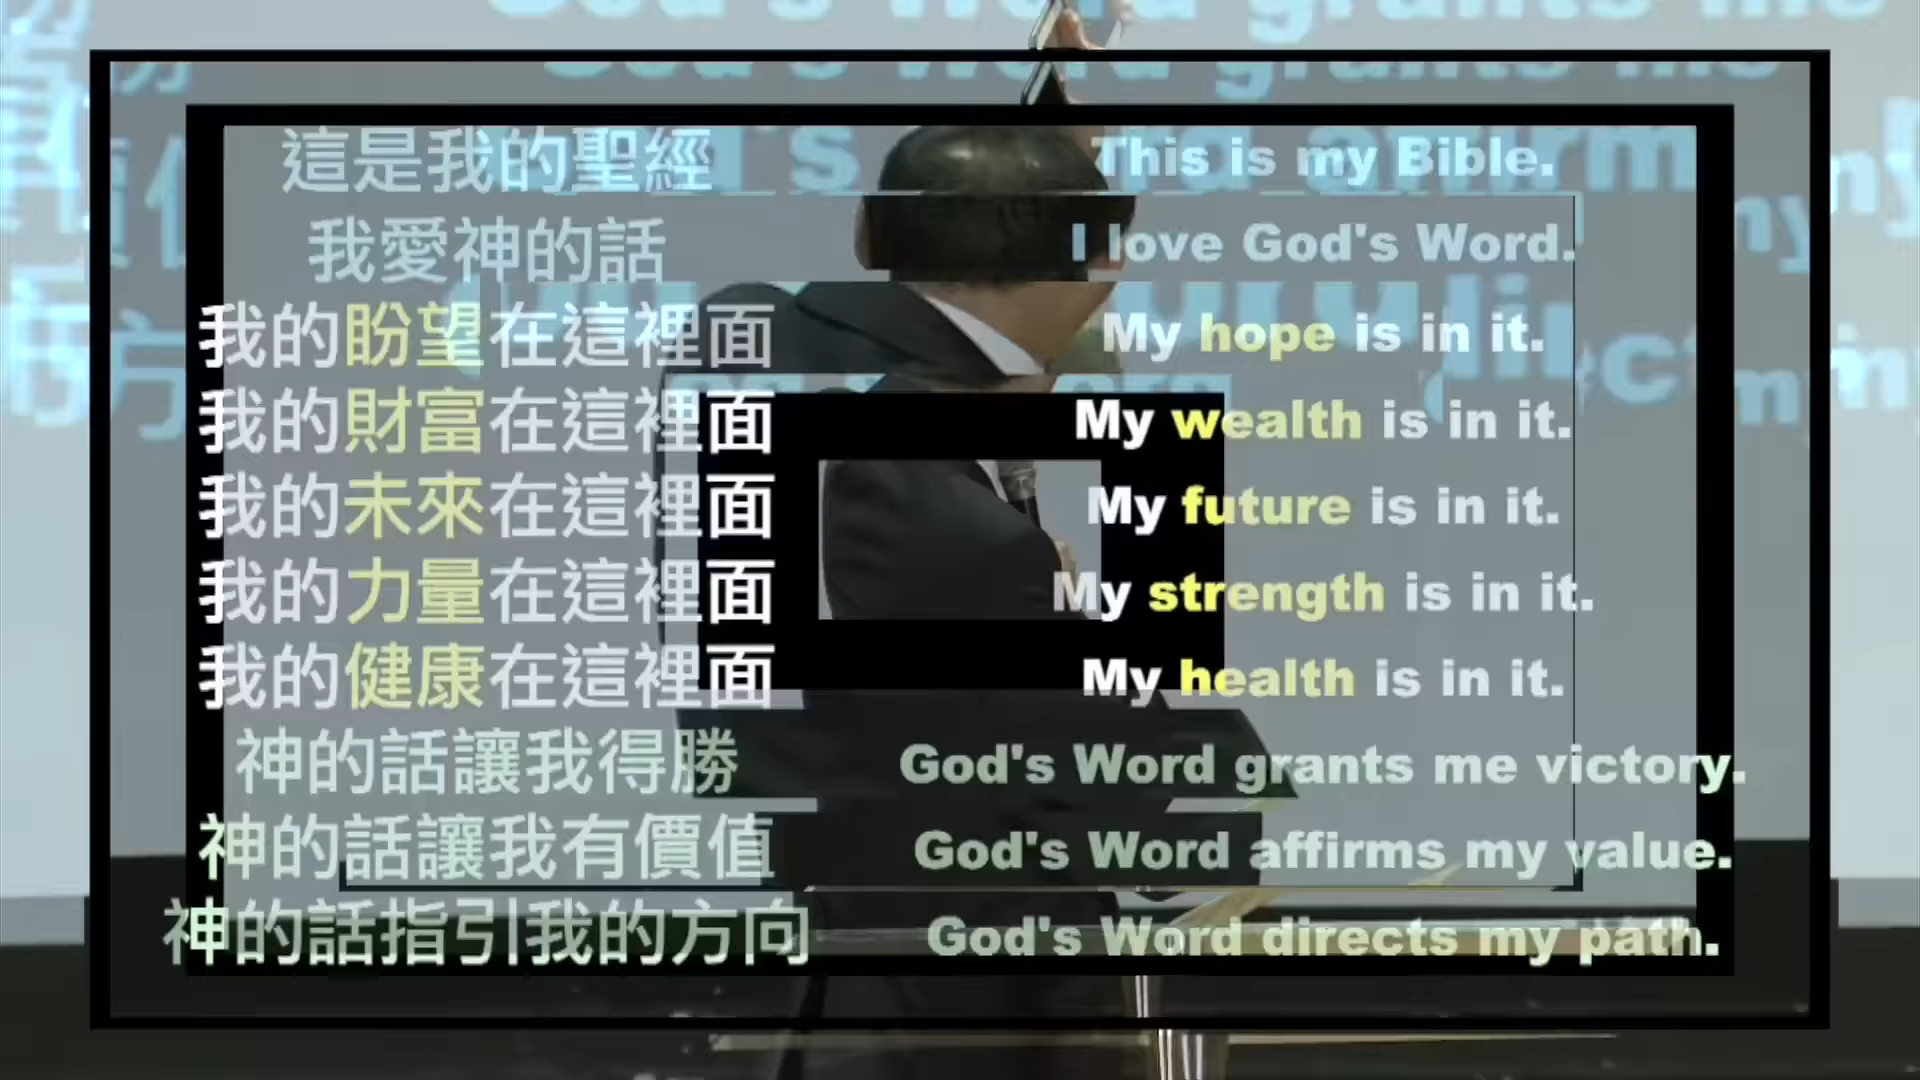 這是我的聖經
This is my Bible.
我愛神的話
I love God's Word.
我的盼望在這裡面
My hope is in it.
我的財富在這裡面
My wealth is in it.
我的未來在這裡面
My future is in it.
我的力量在這裡面
My strength is in it.
我的健康在這裡面
My health is in it.
神的話讓我得勝
God's Word grants me victory.
神的話讓我有價值
God's Word affirms my value.
神的話指引我的方向
God's Word directs my path.